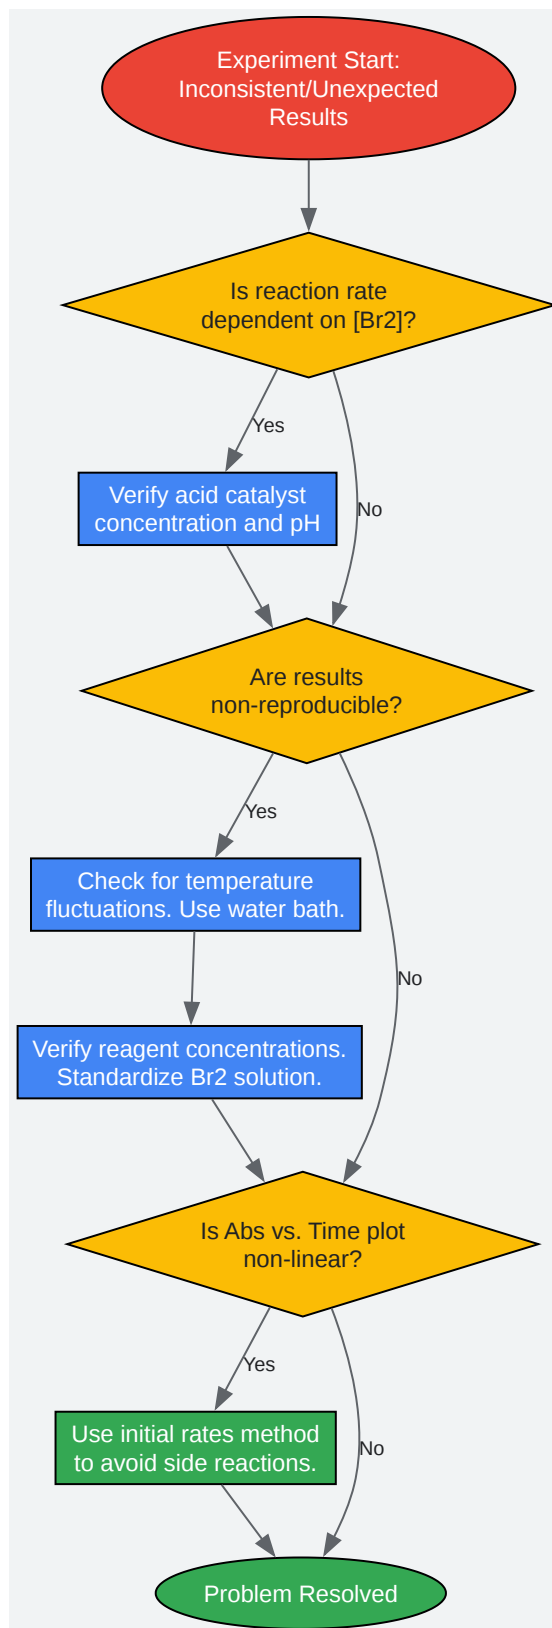 Experiment Start:
Inconsistent/Unexpected
Results
Is reaction rate
dependent on [Br2]?
Yes
No
Verify acid catalyst
concentration and pH
Are results
non-reproducible?
Yes
No
Check for temperature
fluctuations. Use water bath.
Verify reagent concentrations.
Standardize Br2 solution.
Is Abs vs. Time plot
non-linear?
Yes
No
Use initial rates method
to avoid side reactions.
Problem Resolved